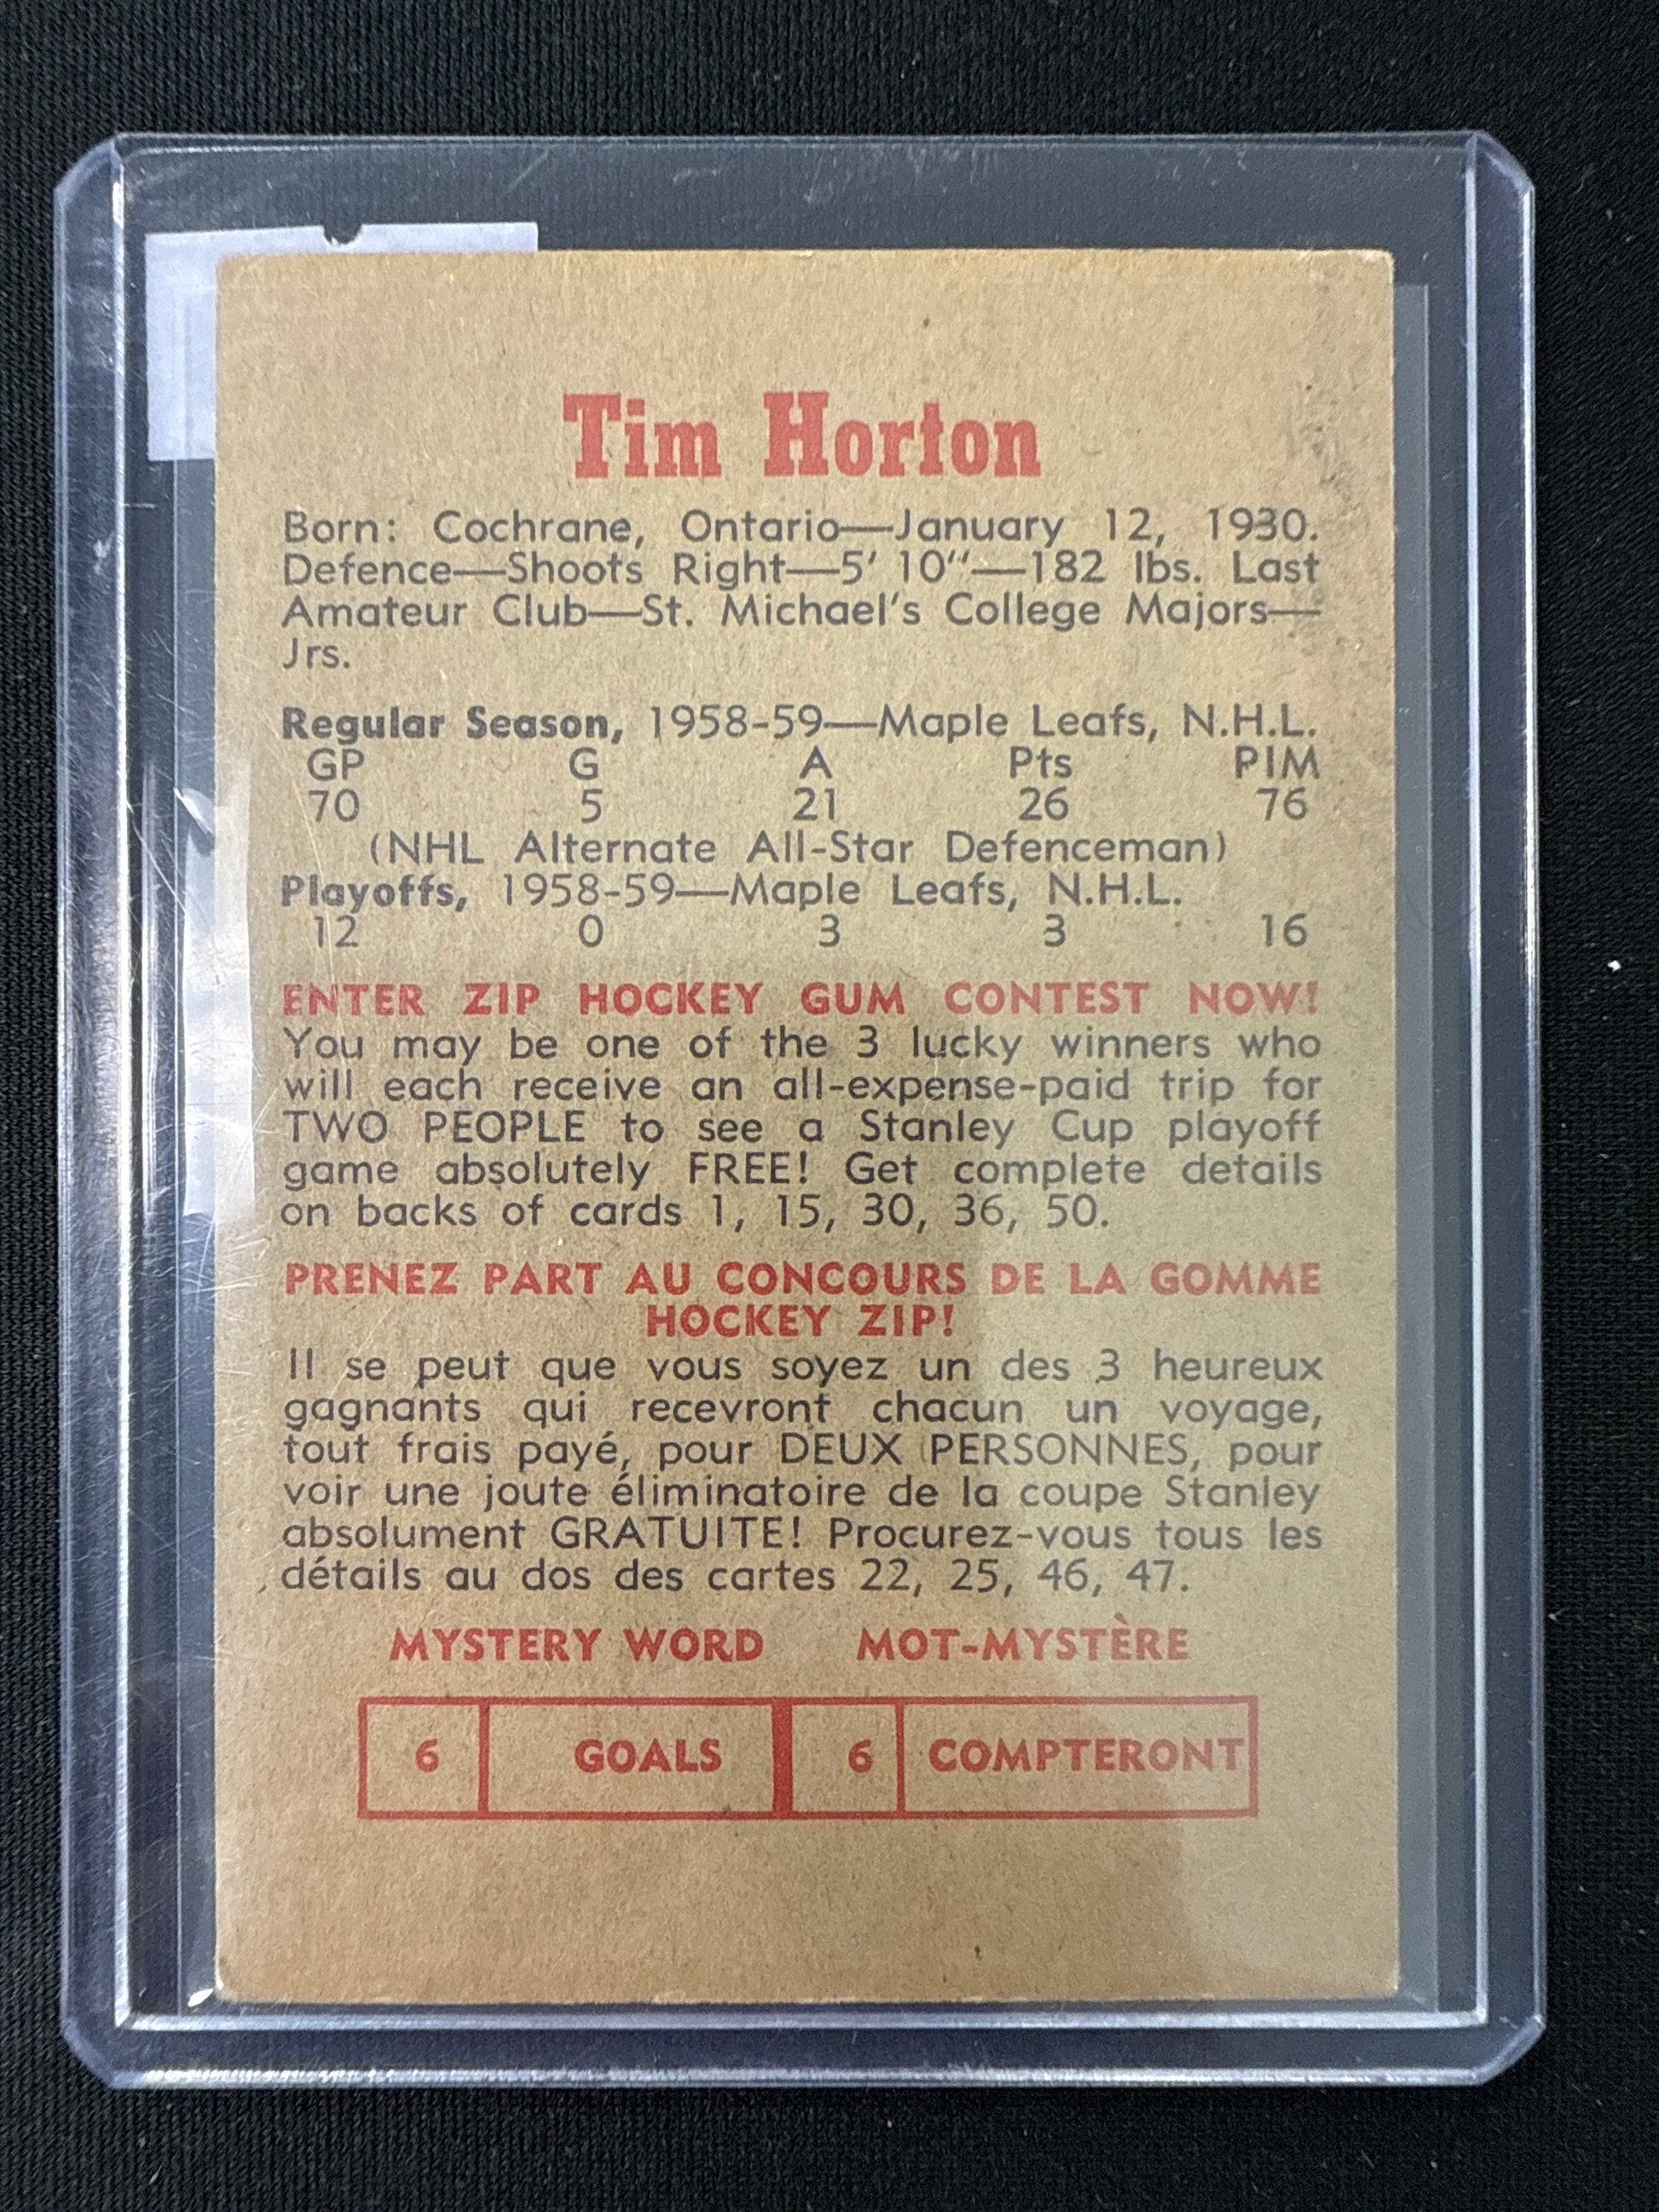 Tim Horton
Born: Cochrane, Ontario—January 12, 1930.
Defence—Shoots Right—5' 10"—182 lbs. Last
Amateur Club—St. Michael's College Majors—
Jrs.
Regular Season, 1958-59—Maple Leafs, N.H.L.
GP G A Pts PIM
70 5 21 26 76
(NHL Alternate All-Star Defenceman)
Playoffs, 1958-59—Maple Leafs, N.H.L.
12 0 3 3 16
ENTER ZIP HOCKEY GUM CONTEST NOW!
You may be one of the 3 lucky winners who
will each receive an all-expense-paid trip for
TWO PEOPLE to see a Stanley Cup playoff
game absolutely FREE! Get complete details
on backs of cards 1, 15, 30, 36, 50.
PRENEZ PART AU CONCOURS DE LA GOMME
HOCKEY ZIP!
Il se peut que vous soyez un des 3 heureux
gagnants qui recevront chacun un voyage,
tout frais payé, pour DEUX PERSONNES, pour
voir une joute éliminatoire de la coupe Stanley
absolument GRATUITE! Procurez-vous tous les
détails au dos des cartes 22, 25, 46, 47.
MYSTERY WORD MOT-MYSTÈRE
6 GOALS 6 COMPTERONT